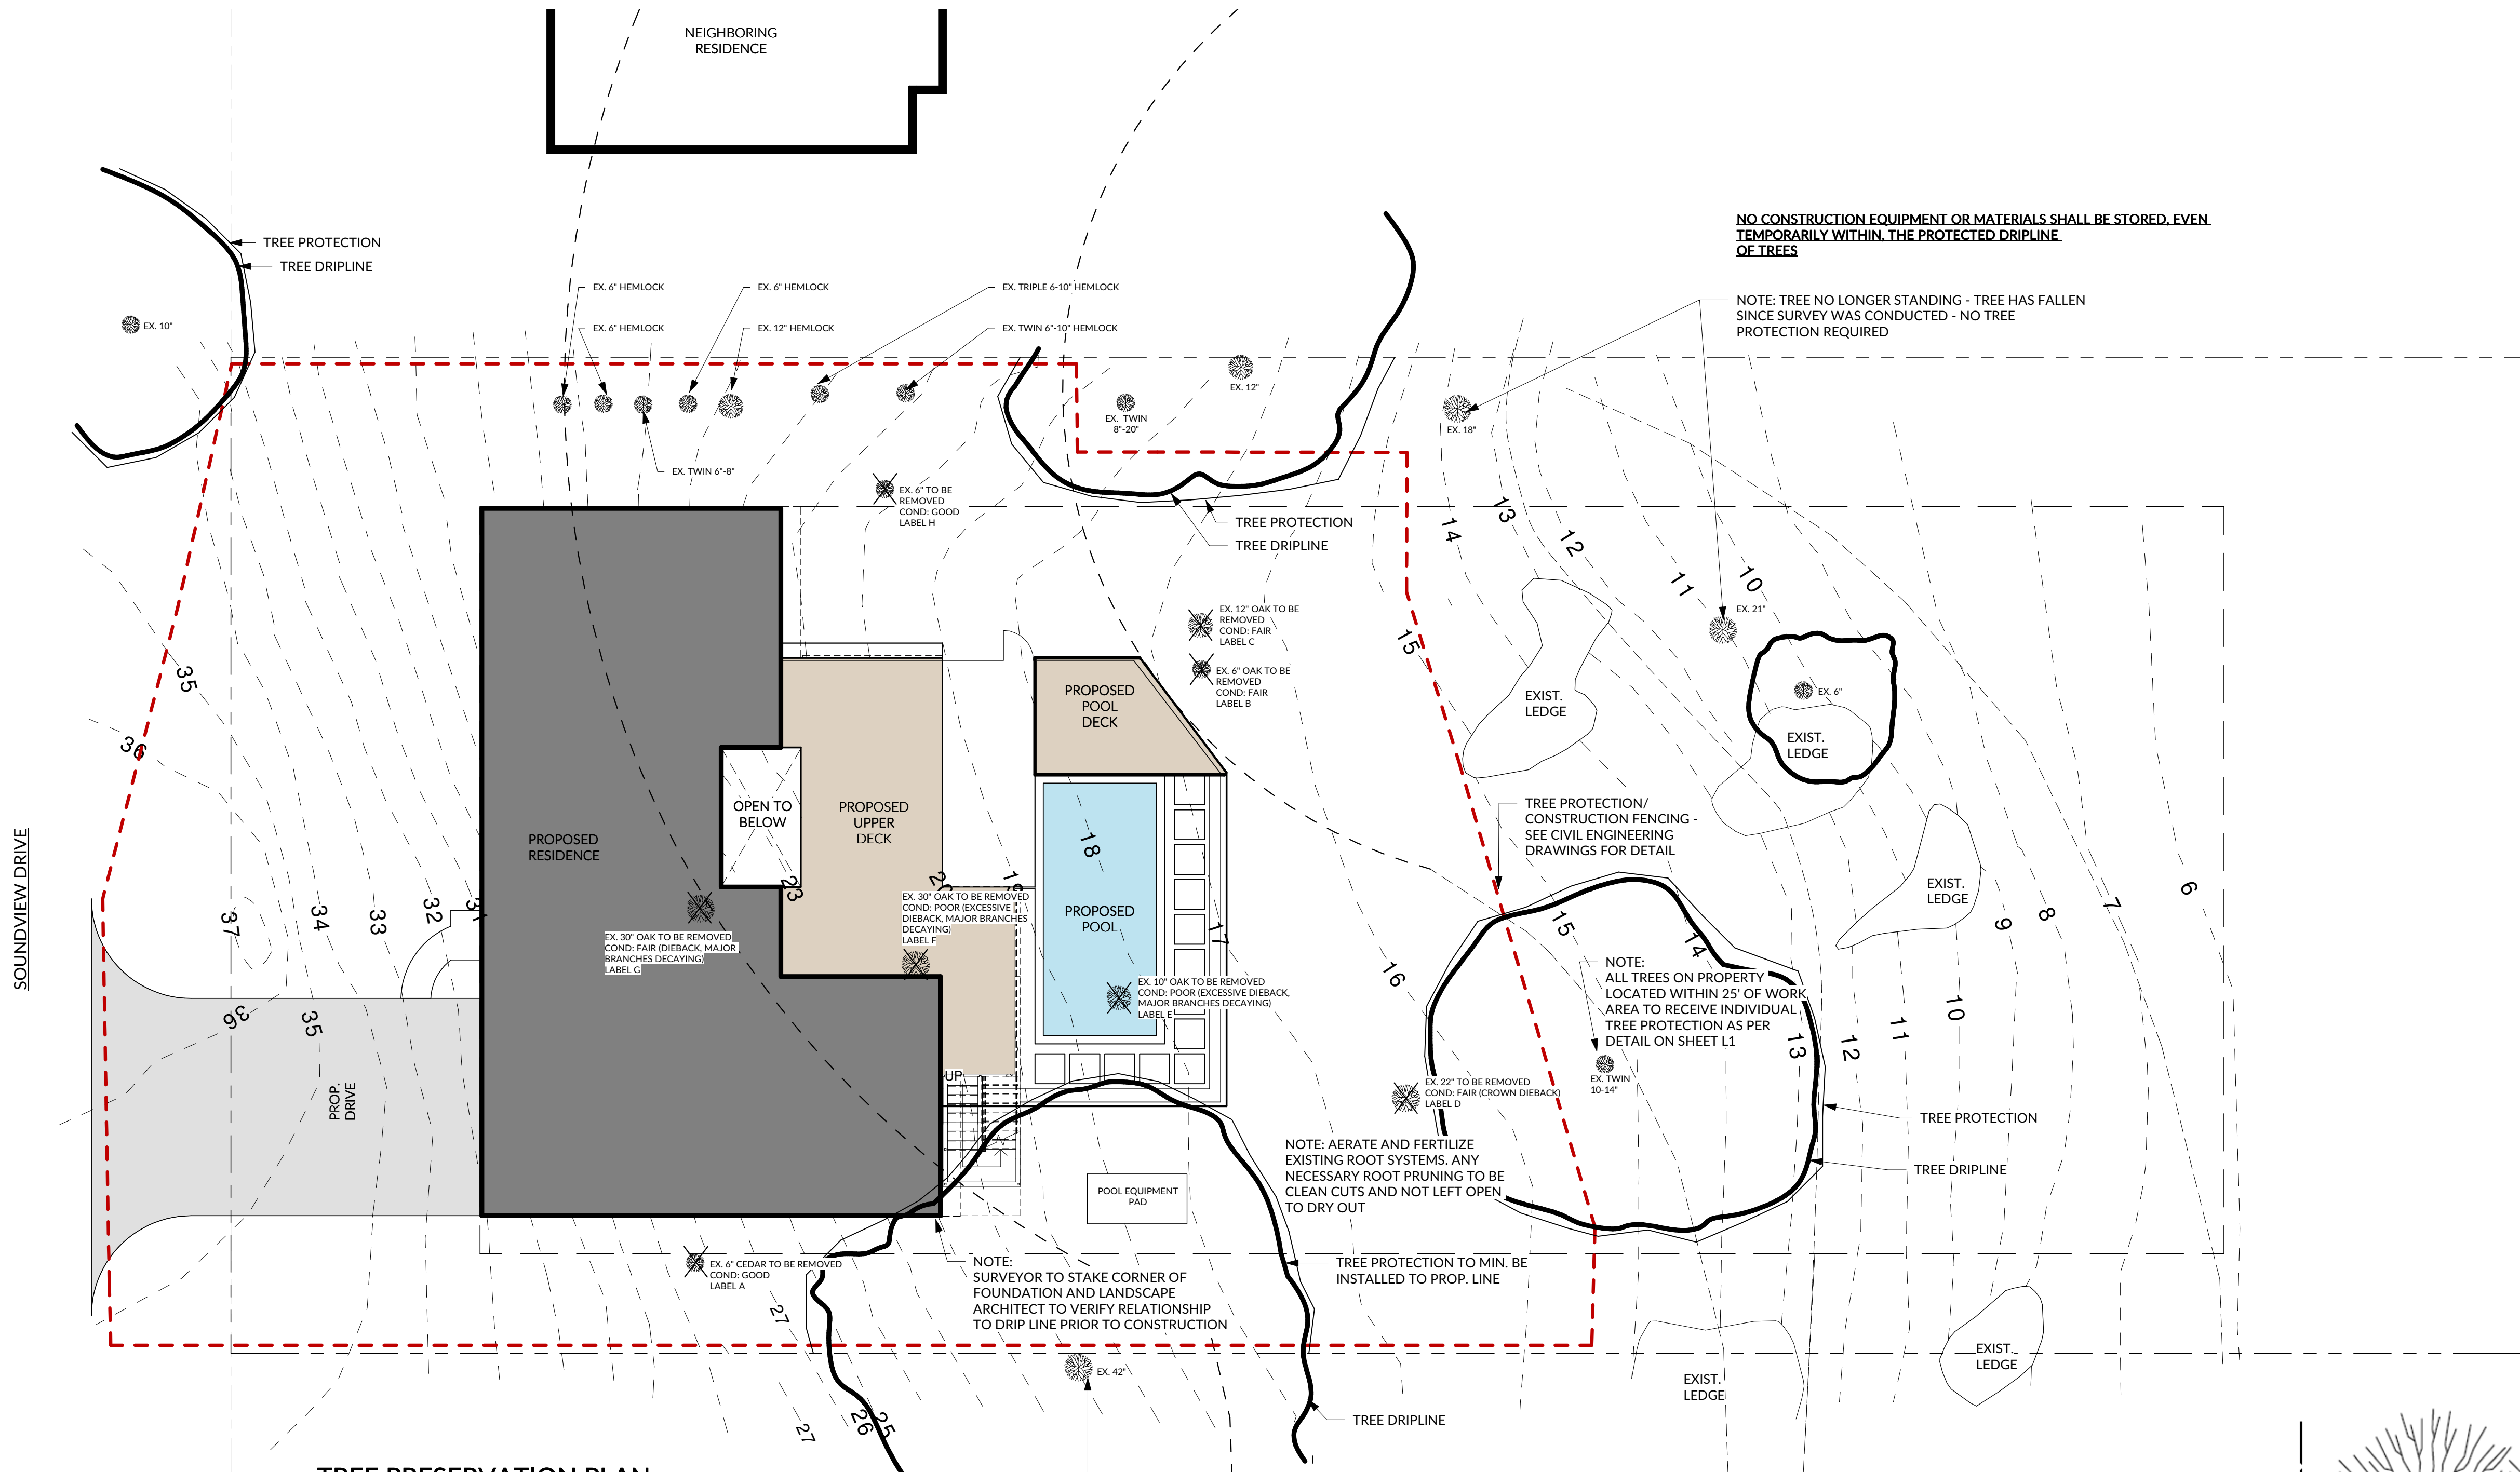 NEIGHBORING
RESIDENCE
TREE PROTECTION
TREE DRIPLINE
EX. 10"
EX. 6" HEMLOCK
EX. 6" HEMLOCK
EX. 6" HEMLOCK
EX. 12" HEMLOCK
EX. TRIPLE 6-10" HEMLOCK
EX. TWIN 6"-10" HEMLOCK
EX. TWIN 6"-8"
NO CONSTRUCTION EQUIPMENT OR MATERIALS SHALL BE STORED, EVEN
TEMPORARILY WITHIN, THE PROTECTED DRIPLINE
OF TREES
NOTE: TREE NO LONGER STANDING - TREE HAS FALLEN
SINCE SURVEY WAS CONDUCTED - NO TREE
PROTECTION REQUIRED
EX. 12"
EX. TWIN
8"-20"
EX. 18"
EX. 6" TO BE
REMOVED
COND: GOOD
LABEL H
TREE PROTECTION
TREE DRIPLINE
14
13
12
11
10
EX. 21"
EX. 12" OAK TO BE
REMOVED
COND: FAIR
LABEL C
EX. 6" OAK TO BE
REMOVED
COND: FAIR
LABEL B
15
35
36
PROPOSED
POOL
DECK
EXIST.
LEDGE
EX. 6"
EXIST.
LEDGE
OPEN TO
BELOW
PROPOSED
UPPER
DECK
PROPOSED
RESIDENCE
18
TREE PROTECTION/
CONSTRUCTION FENCING -
SEE CIVIL ENGINEERING
DRAWINGS FOR DETAIL
SOUNDVIEW DRIVE
37
34
33
32
31
23
20
19
EX. 30" OAK TO BE REMOVED
COND: POOR (EXCESSIVE
DIEBACK, MAJOR BRANCHES
DECAYING)
LABEL F
PROPOSED
POOL
17
EXIST.
LEDGE
6
7
8
9
15
14
EX. 30" OAK TO BE REMOVED
COND: FAIR (DIEBACK, MAJOR
BRANCHES DECAYING)
LABEL G
EX. 10" OAK TO BE REMOVED
COND: POOR (EXCESSIVE DIEBACK,
MAJOR BRANCHES DECAYING)
LABEL E
16
NOTE:
ALL TREES ON PROPERTY
LOCATED WITHIN 25' OF WORK
AREA TO RECEIVE INDIVIDUAL
TREE PROTECTION AS PER
DETAIL ON SHEET L1
36
35
13
12
11
10
PROP.
DRIVE
UP
EX. TWIN
10-14"
EX. 22" TO BE REMOVED
COND: FAIR (CROWN DIEBACK)
LABEL D
TREE PROTECTION
TREE DRIPLINE
NOTE: AERATE AND FERTILIZE
EXISTING ROOT SYSTEMS. ANY
NECESSARY ROOT PRUNING TO BE
CLEAN CUTS AND NOT LEFT OPEN
TO DRY OUT
POOL EQUIPMENT
PAD
EX. 6" CEDAR TO BE REMOVED
COND: GOOD
LABEL A
NOTE:
SURVEYOR TO STAKE CORNER OF
FOUNDATION AND LANDSCAPE
ARCHITECT TO VERIFY RELATIONSHIP
TO DRIP LINE PRIOR TO CONSTRUCTION
TREE PROTECTION TO MIN. BE
INSTALLED TO PROP. LINE
27
EX. 42"
EXIST.
LEDGE
EXIST.
LEDGE
27
26
25
TREE DRIPLINE
TREE PRESERVATION PLAN